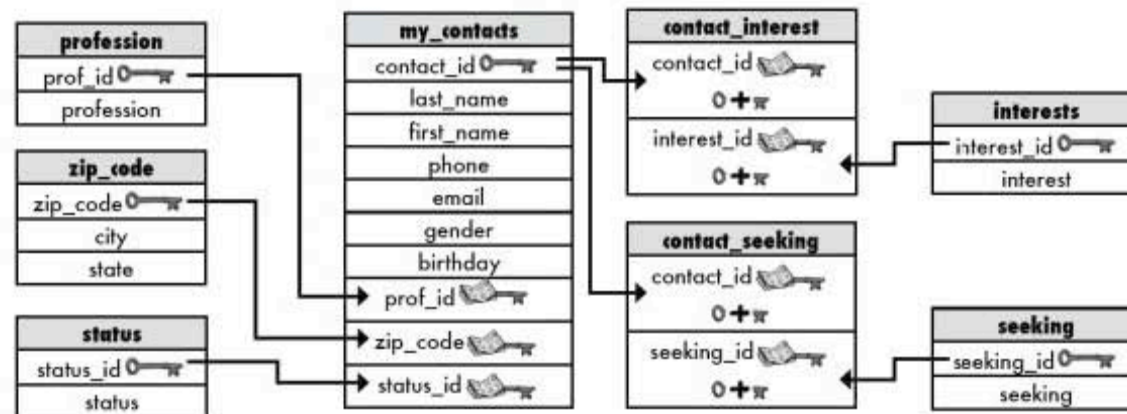 profession
prof_id
profession
zip_code
zip_code
city
state
status
status_id
status
my_contacts
contact_id
last_name
first_name
phone
email
gender
birthday
prof_id
zip_code
status_id
contact_interest
contact_id
+
interest_id
+
contact_seeking
contact_id
+
seeking_id
+
interests
interest_id
interest
seeking
seeking_id
seeking